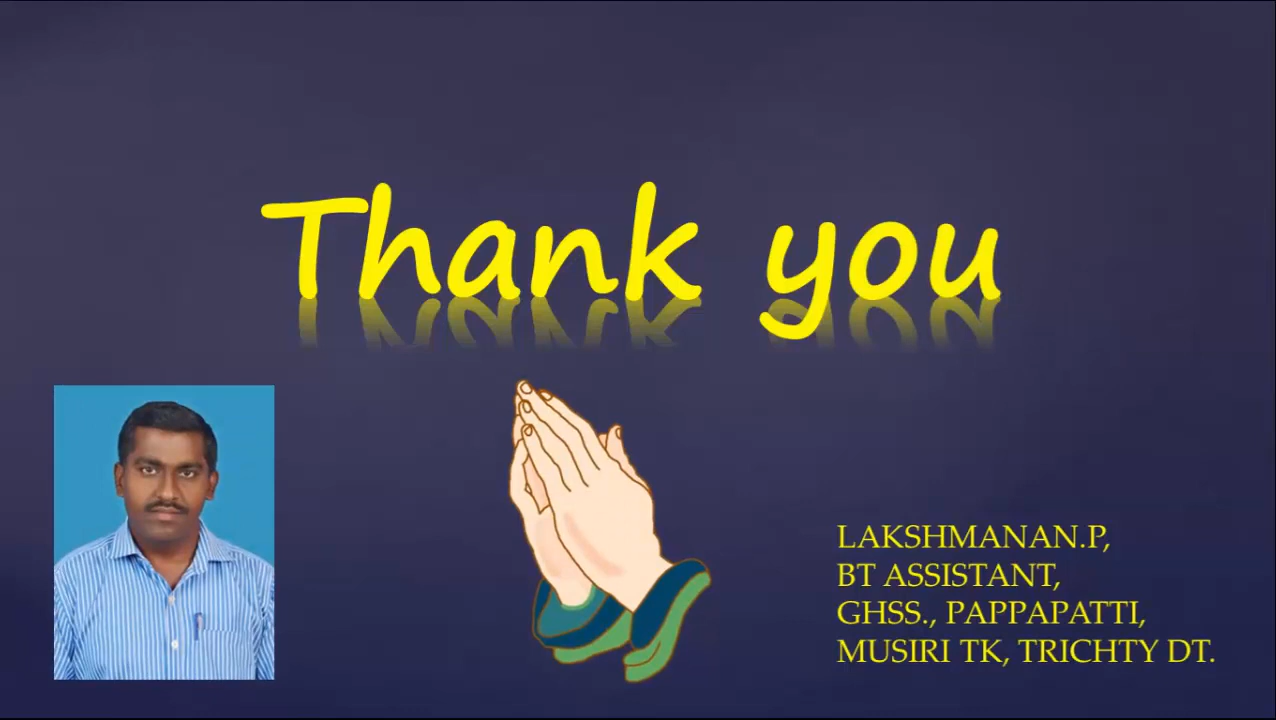 Thank you
LAKSHMANAN.P,
BT ASSISTANT,
GHSS., PAPPAPATTI,
MUSIRI TK, TRICHTY DT.